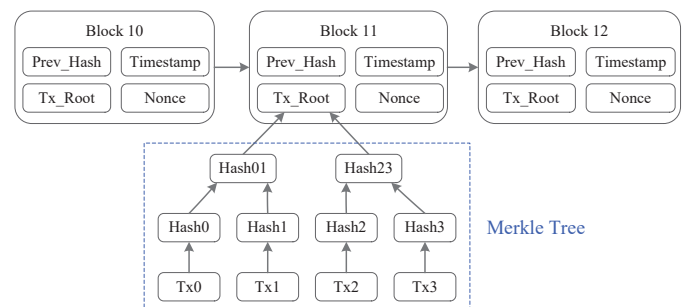 Block 10
Block 11
Block 12
Prev_Hash Timestamp
Prev_Hash Timestamp
Prev_Hash Timestamp
Tx_Root Nonce
Tx_Root Nonce
Tx_Root Nonce
Hash01 Hash23
Hash0 Hash1 Hash2 Hash3
Merkle Tree
Tx0 Tx1 Tx2 Tx3